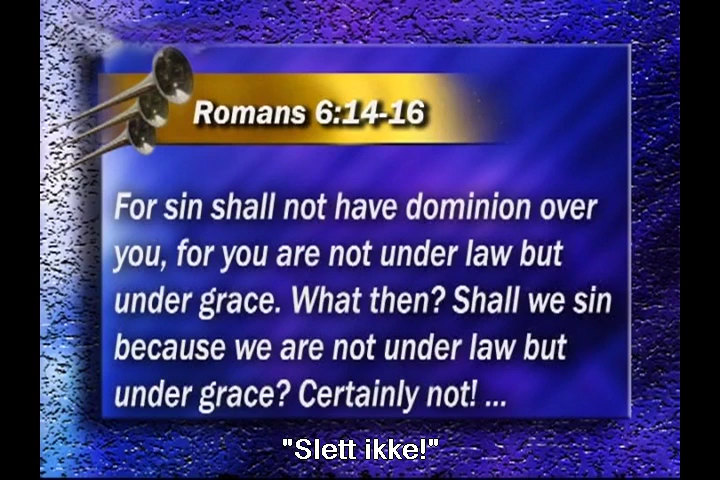 Romans 6:14-16
For sin shall not have dominion over
you, for you are not under law but
under grace. What then? Shall we sin
because we are not under law but
under grace? Certainly not! ...
"Slett ikke!"